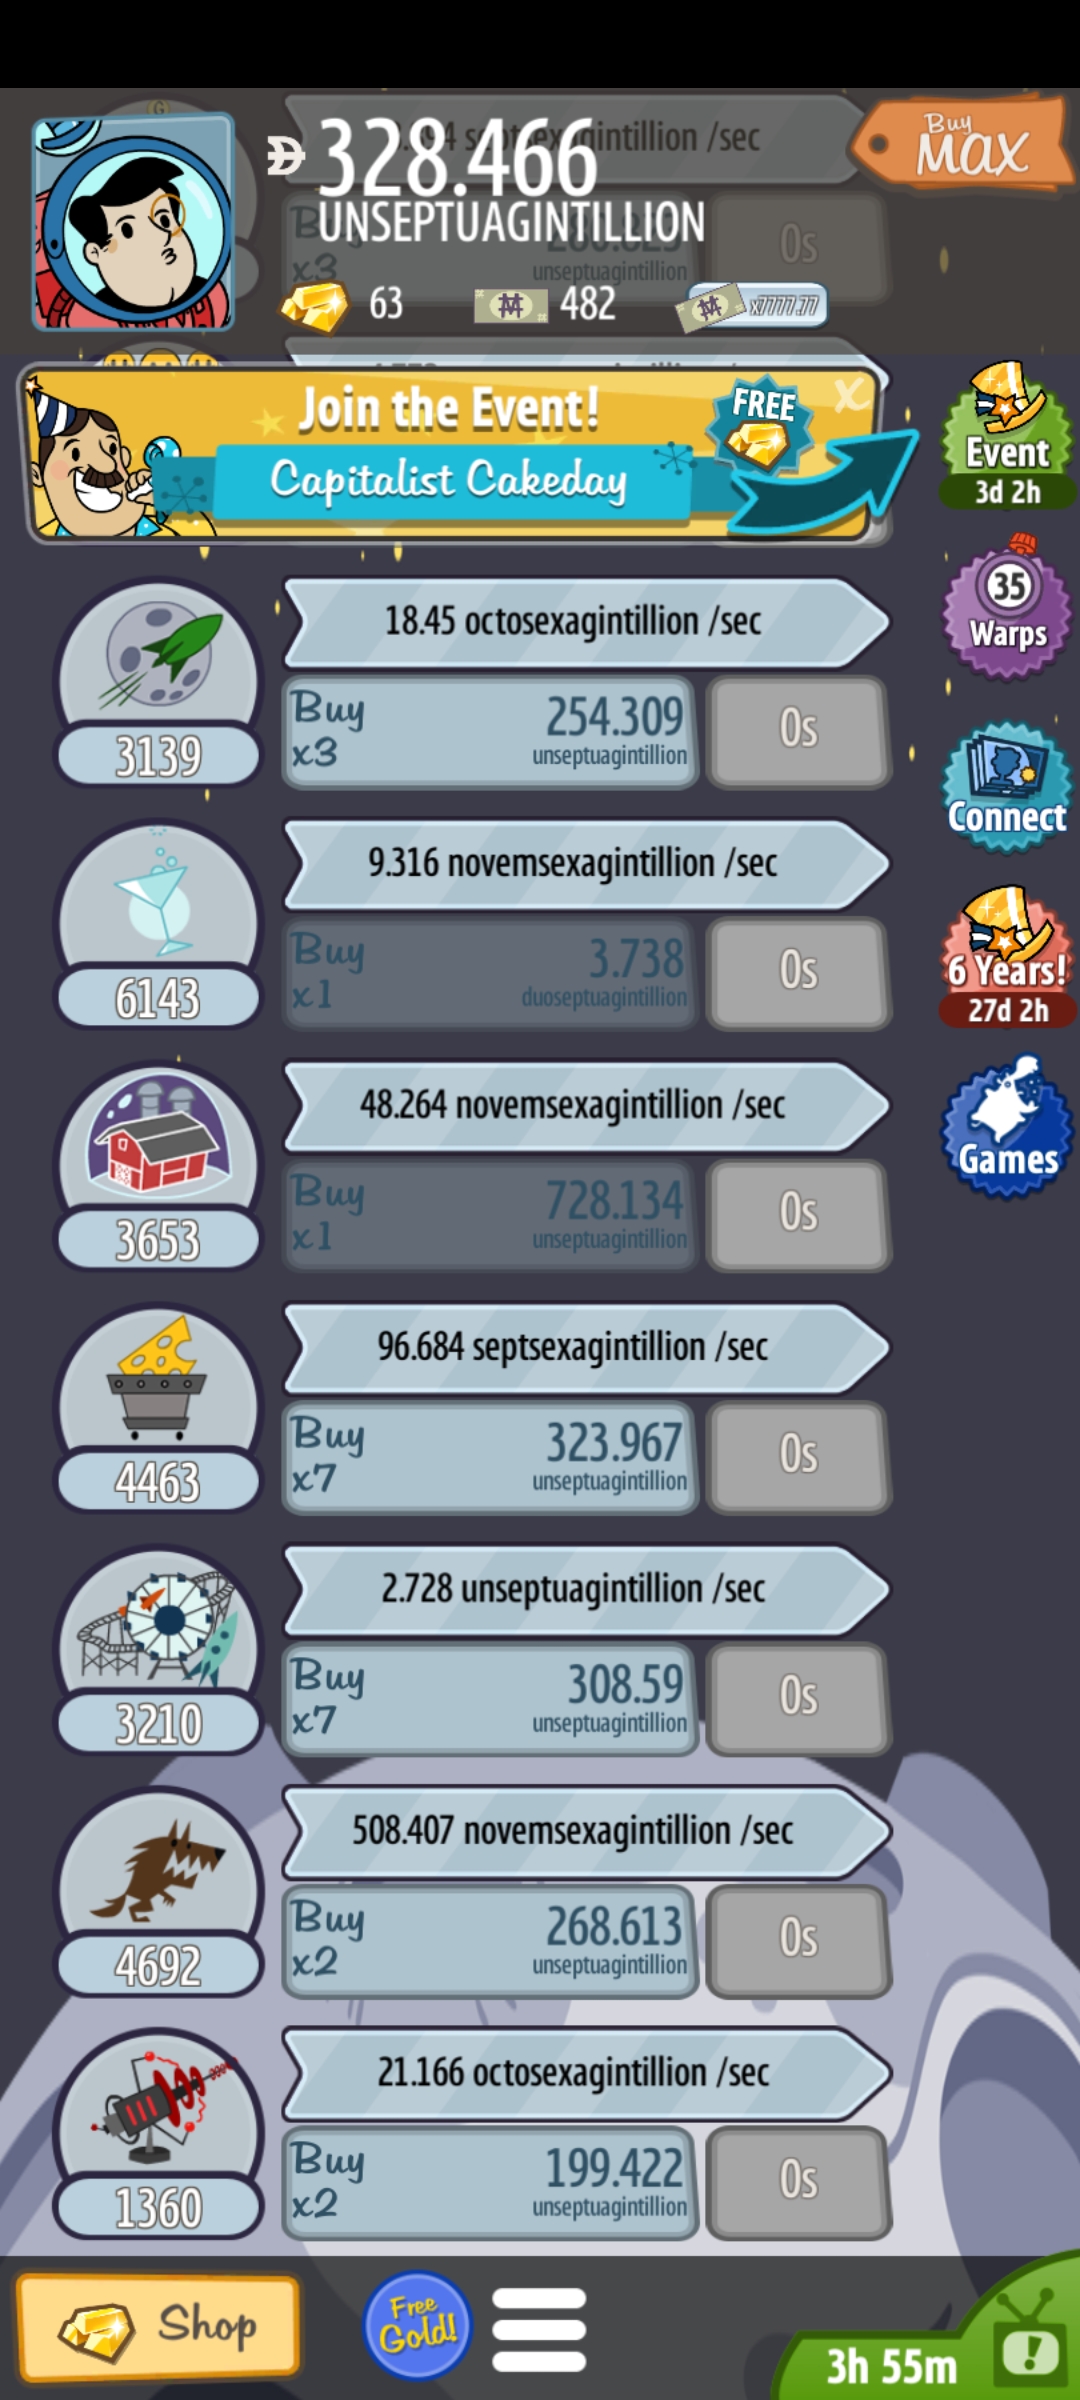 328.466
UNSEPTUAGINTILLION
Buy
MAX
Buy
x3
unseptuagintillion
0s
63
482
x7777.77
Join the Event!
FREE
X
Capitalist Cakeday
Event
3d 2h
18.45 octosexagintillion /sec
Buy
x3
254.309
unseptuagintillion
0s
3139
35
Warps
9.316 novemsexagintillion /sec
Buy
x1
3.738
duoseptuagintillion
0s
6143
Connect
6 Years!
27d 2h
48.264 novemsexagintillion /sec
Buy
x1
728.134
unseptuagintillion
0s
3653
Games
96.684 septsexagintillion /sec
Buy
x7
323.967
unseptuagintillion
0s
4463
2.728 unseptuagintillion /sec
Buy
x7
308.59
unseptuagintillion
0s
3210
508.407 novemsexagintillion /sec
Buy
x2
268.613
unseptuagintillion
0s
4692
21.166 octosexagintillion /sec
Buy
x2
199.422
unseptuagintillion
0s
1360
Shop
Free
Gold!
3h 55m
!